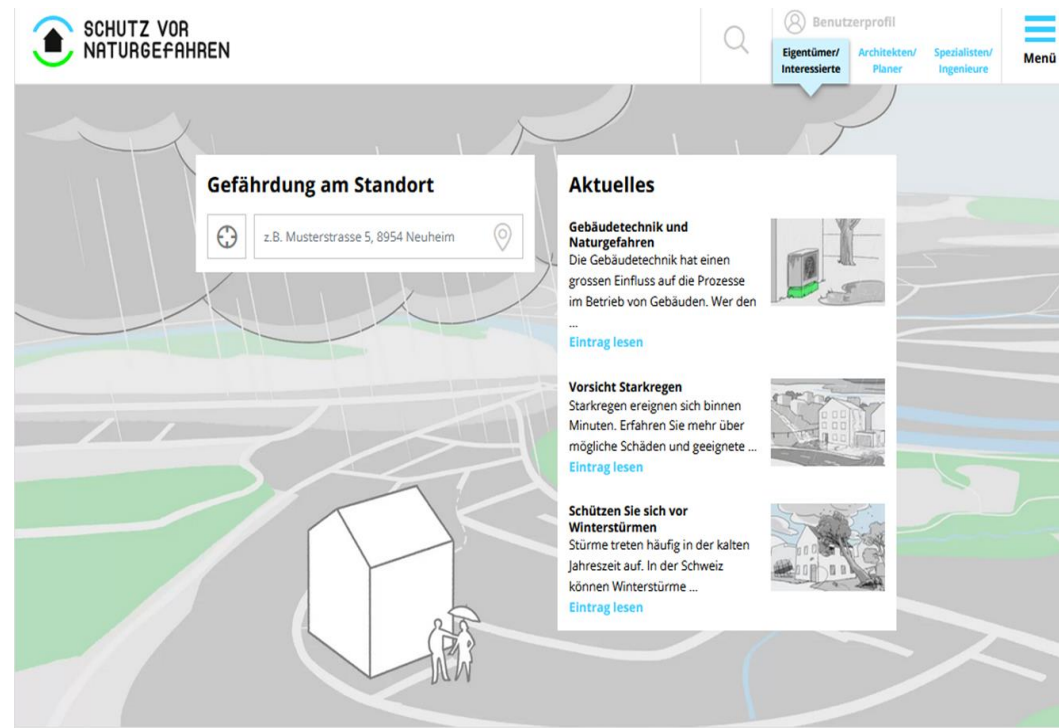 SCHUTZ VOR
NATURGEFAHREN
Benutzerprofil
Eigentümer/
Interessierte
Architekten/
Planer
Spezialisten/
Ingenieure
Menü
Gefährdung am Standort
z.B. Musterstrasse 5, 8954 Neuheim
Aktuelles
Gebäudetechnik und
Naturgefahren
Die Gebäudetechnik hat einen
grossen Einfluss auf die Prozesse
im Betrieb von Gebäuden. Wer den
...
Eintrag lesen
Vorsicht Starkregen
Starkregen ereignen sich binnen
Minuten. Erfahren Sie mehr über
mögliche Schäden und geeignete ...
Eintrag lesen
Schützen Sie sich vor
Winterstürmen
Stürme treten häufig in der kalten
Jahreszeit auf. In der Schweiz
können Winterstürme ...
Eintrag lesen